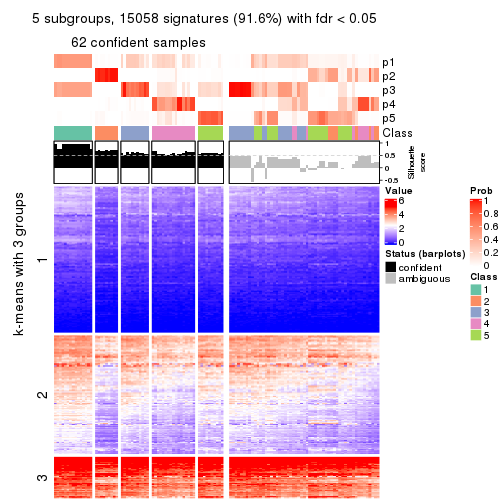 5 subgroups, 15058 signatures (91.6%) with fdr < 0.05
62 confident samples
p1
p2
p3
p4
p5
Class
1
0.5
0
-0.5
Silhouette
score
k-means with 3 groups
1
2
3
Value
6
4
2
0
Status (barplots)
confident
ambiguous
Prob
1
0.8
0.6
0.4
0.2
0
Class
1
2
3
4
5